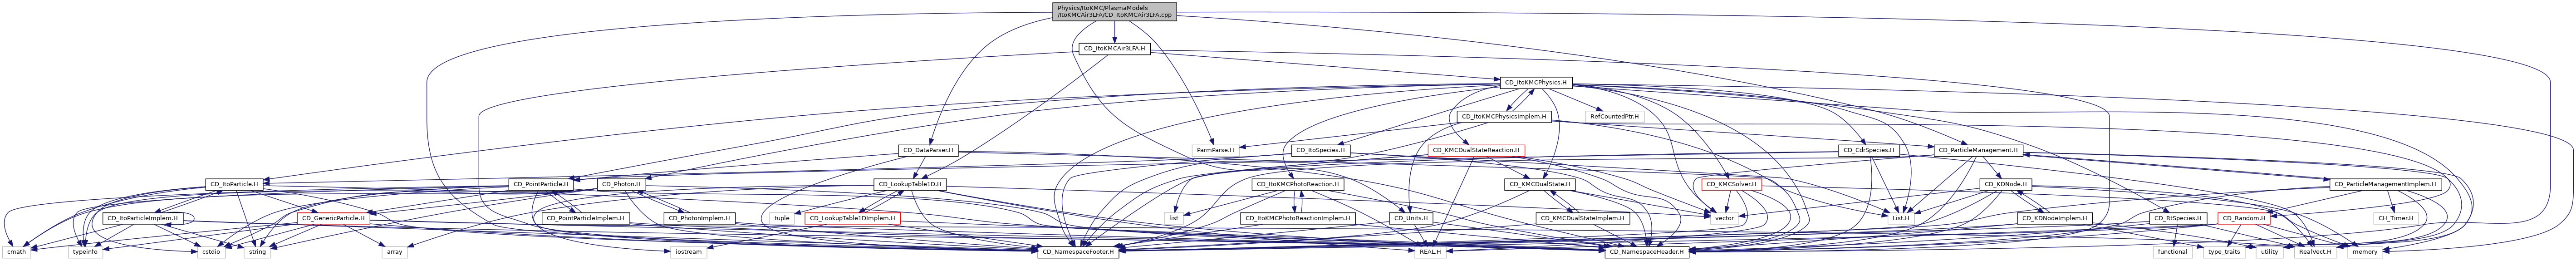 Physics/ItoKMC/PlasmaModels
/ItoKMCAir3LFA/CD_ItoKMCAir3LFA.cpp
CD_ItoKMCAir3LFA.H
CD_ItoKMCPhysics.H
CD_ItoKMCPhysicsImplem.H
RefCountedPtr.H
CD_DataParser.H
ParmParse.H
CD_ItoSpecies.H
CD_KMCDualStateReaction.H
CD_CdrSpecies.H
CD_ParticleManagement.H
CD_ItoParticle.H
CD_PointParticle.H
CD_Photon.H
CD_LookupTable1D.H
CD_ItoKMCPhotoReaction.H
CD_KMCDualState.H
CD_KMCSolver.H
CD_KDNode.H
CD_ParticleManagementImplem.H
CD_ItoParticleImplem.H
CD_GenericParticle.H
CD_PointParticleImplem.H
CD_PhotonImplem.H
tuple
CD_LookupTable1DImplem.H
list
CD_ItoKMCPhotoReactionImplem.H
CD_Units.H
CD_KMCDualStateImplem.H
vector
List.H
CD_KDNodeImplem.H
CD_RtSpecies.H
CD_Random.H
CH_Timer.H
cmath
typeinfo
cstdio
string
array
iostream
CD_NamespaceFooter.H
REAL.H
CD_NamespaceHeader.H
functional
type_traits
utility
RealVect.H
memory